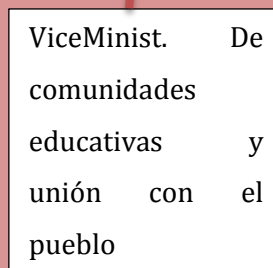 ViceMinist. De
comunidades
educativas y
unión con el
pueblo